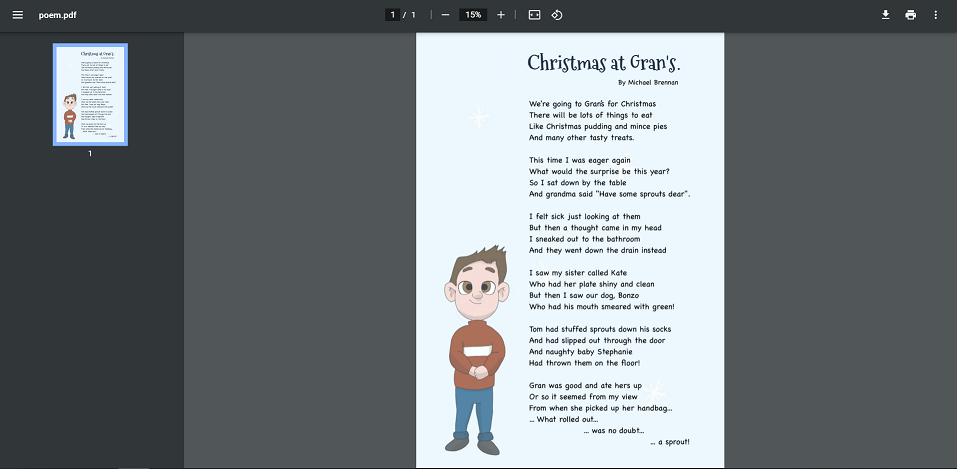 poem.pdf
1 / 1
15%
Christmas at Gran's.
By Michael Brennan
We're going to Gran's for Christmas
There will be lots of things to eat
Like Christmas pudding and mince pies
And many other tasty treats.
This time I was eager again
What would the surprise be this year?
So I sat down by the table
And grandma said "Have some sprouts dear".
I felt sick just looking at them
But then a thought came in my head
I sneaked out to the bathroom
And they went down the drain instead
I saw my sister called Kate
Who had her plate shiny and clean
But then I saw our dog, Bonzo
Who had his mouth smeared with green!
Tom had stuffed sprouts down his socks
And had slipped out through the door
And naughty baby Stephanie
Had thrown them on the floor!
Gran was good and ate hers up
Or so it seemed from my view
From when she picked up her handbag...
... What rolled out...
... was no doubt...
... a sprout!
1